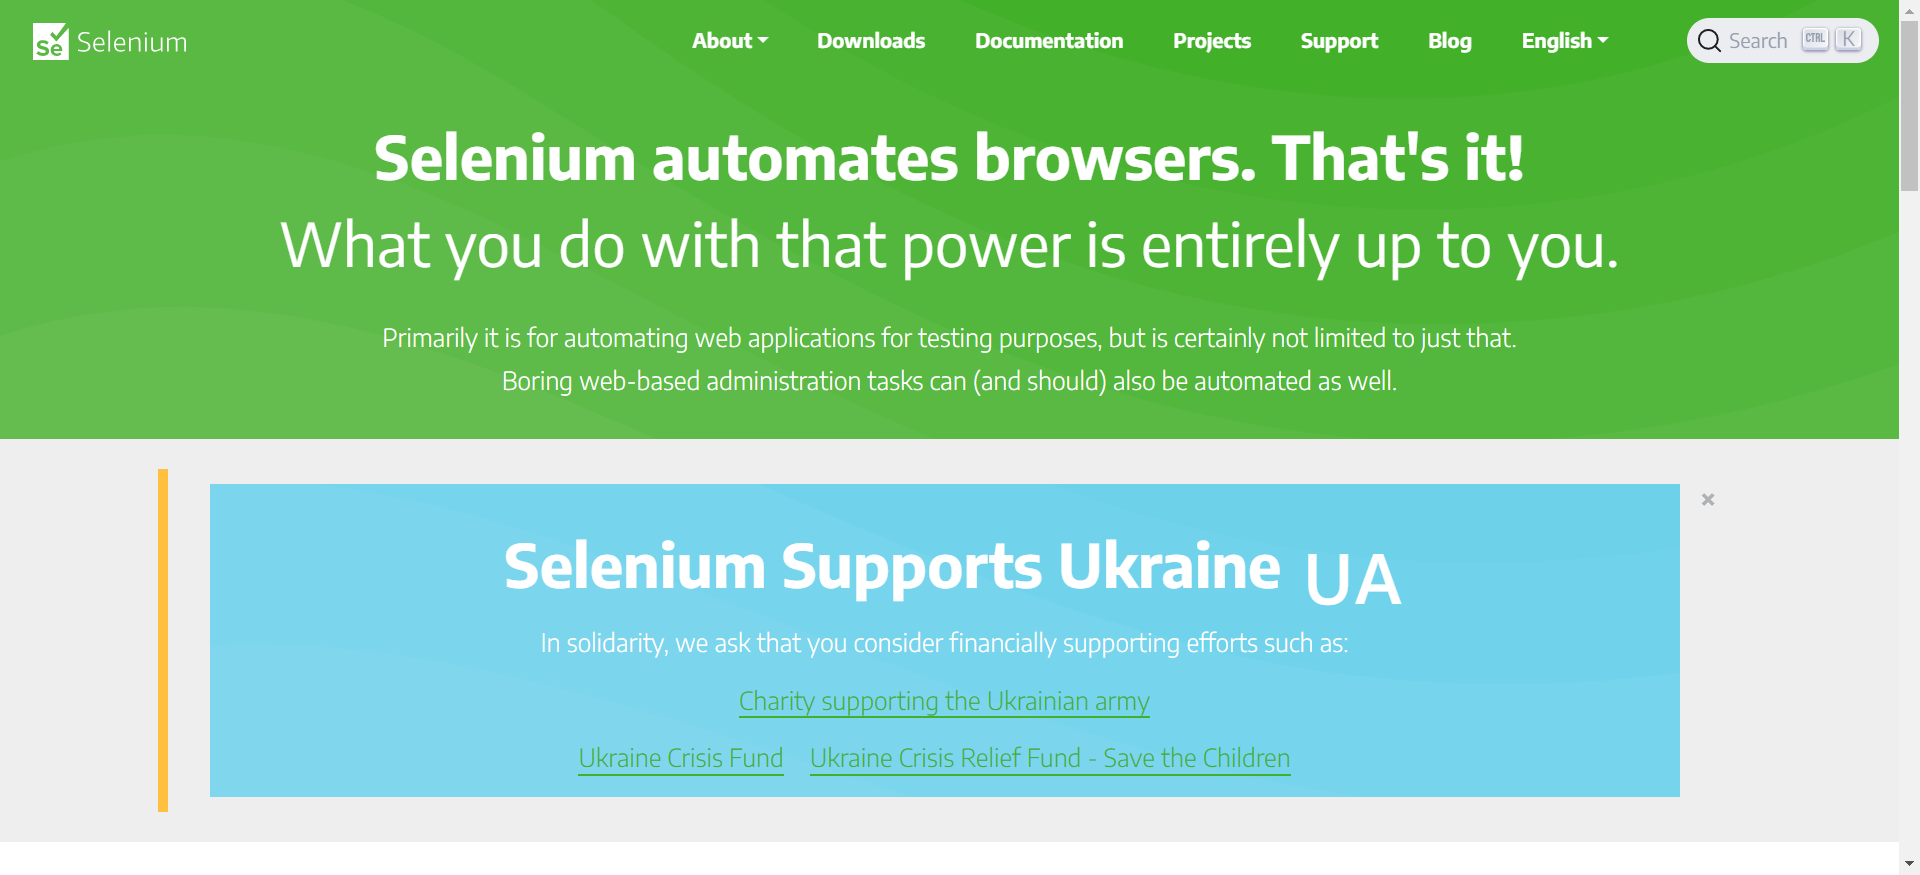 Se Selenium
About Downloads Documentation Projects Support Blog English Search CTRL K
Selenium automates browsers. That's it!
What you do with that power is entirely up to you.
Primarily it is for automating web applications for testing purposes, but is certainly not limited to just that.
Boring web-based administration tasks can (and should) also be automated as well.
×
Selenium Supports Ukraine UA
In solidarity, we ask that you consider financially supporting efforts such as:
Charity supporting the Ukrainian army
Ukraine Crisis Fund Ukraine Crisis Relief Fund - Save the Children